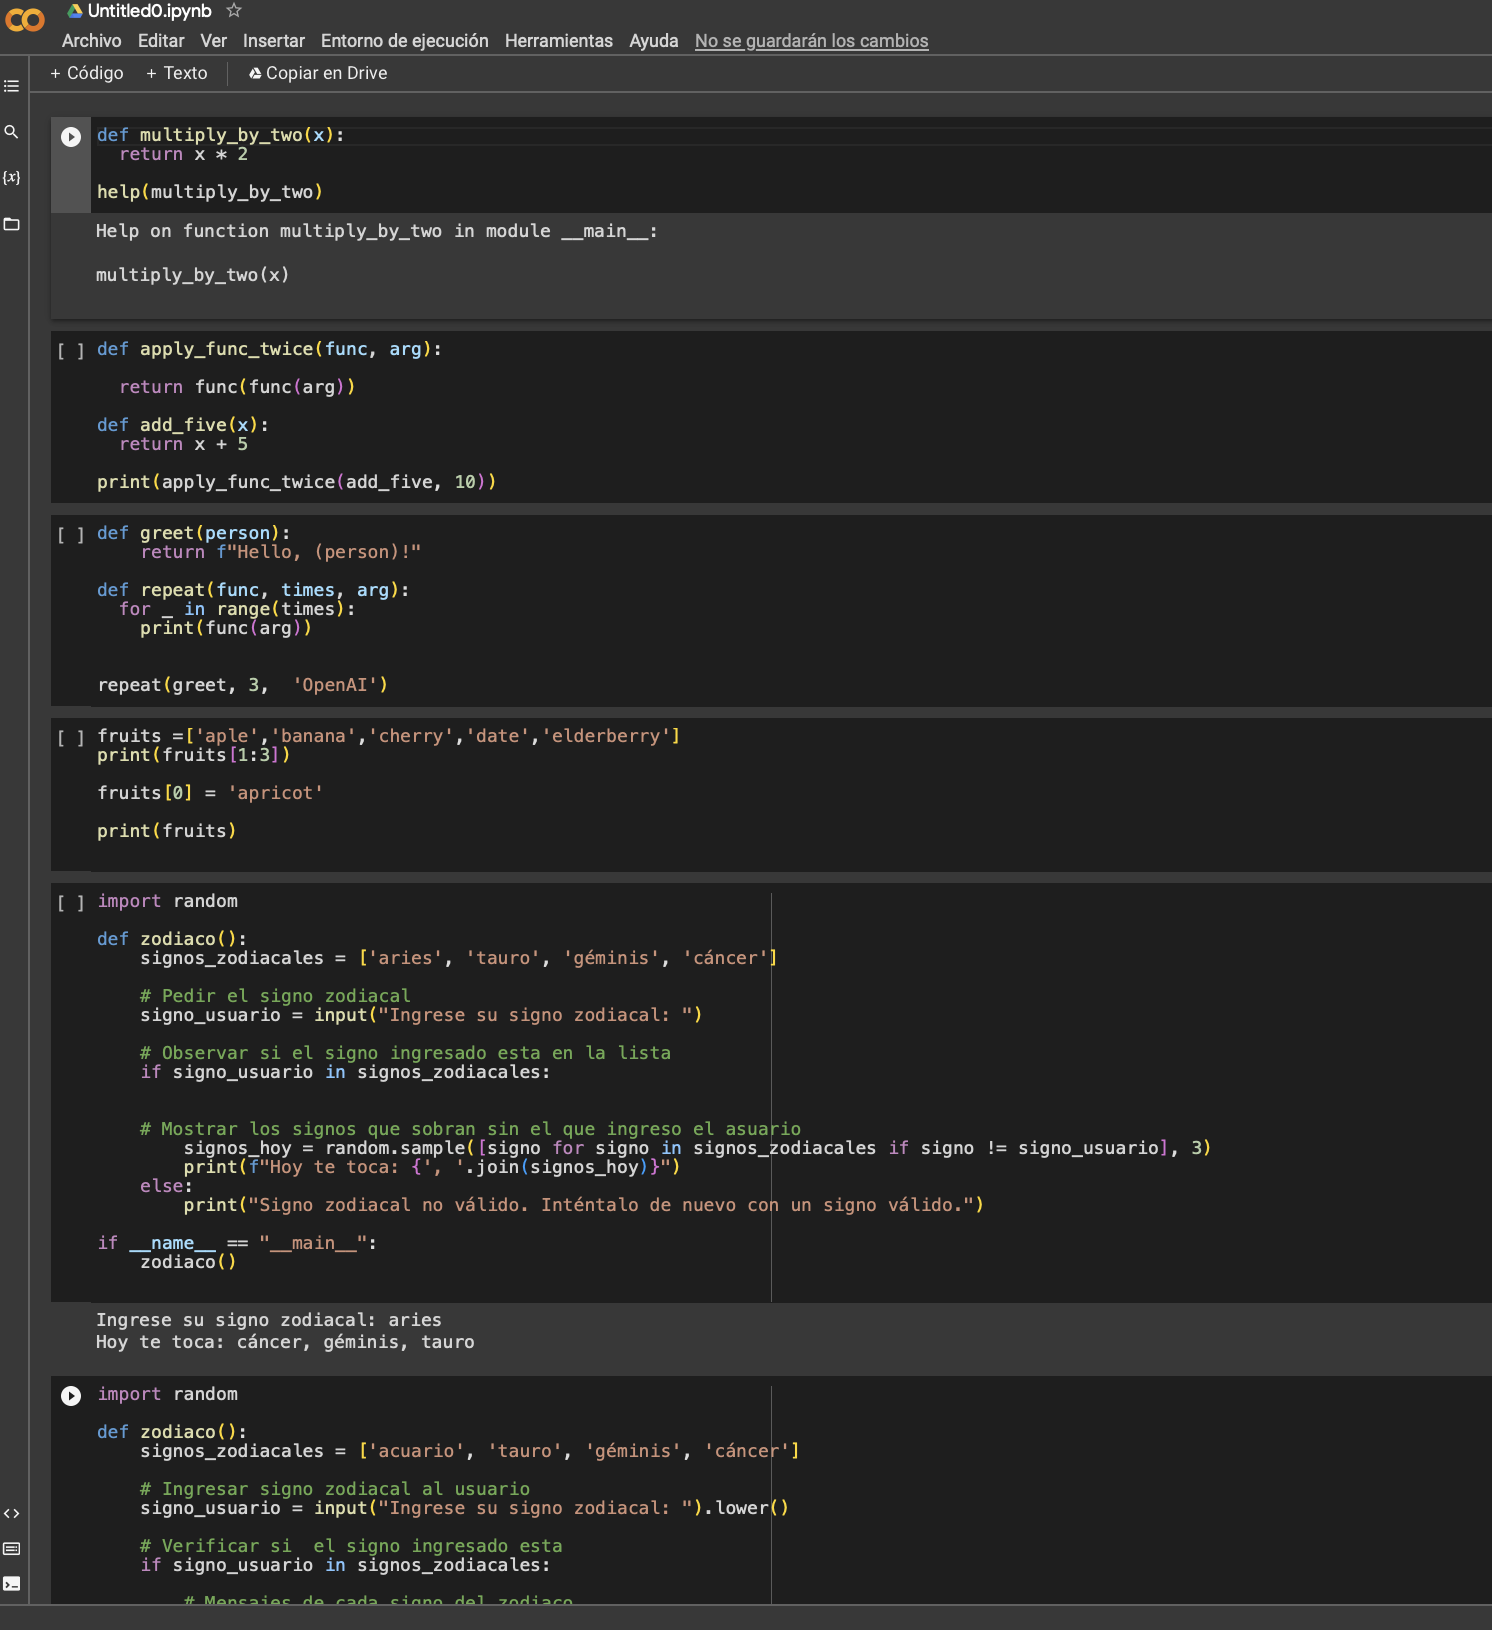 Untitled0.ipynb
Archivo Editar Ver Insertar Entorno de ejecución Herramientas Ayuda No se guardarán los cambios
+ Código + Texto Copiar en Drive
def multiply_by_two(x):
  return x * 2
help(multiply_by_two)
Help on function multiply_by_two in module __main__:
multiply_by_two(x)
[ ] def apply_func_twice(func, arg):
  return func(func(arg))
def add_five(x):
  return x + 5
print(apply_func_twice(add_five, 10))
[ ] def greet(person):
    return f"Hello, (person)!"
def repeat(func, times, arg):
  for _ in range(times):
    print(func(arg))
repeat(greet, 3,  'OpenAI')
[ ] fruits =['aple','banana','cherry','date','elderberry']
print(fruits[1:3])
fruits[0] = 'apricot'
print(fruits)
[ ] import random
def zodiaco():
    signos_zodiacales = ['aries', 'tauro', 'géminis', 'cáncer']
    # Pedir el signo zodiacal
    signo_usuario = input("Ingrese su signo zodiacal: ")
    # Observar si el signo ingresado esta en la lista
    if signo_usuario in signos_zodiacales:
    # Mostrar los signos que sobran sin el que ingreso el asuario
        signos_hoy = random.sample([signo for signo in signos_zodiacales if signo != signo_usuario], 3)
        print(f"Hoy te toca: {', '.join(signos_hoy)}")
    else:
        print("Signo zodiacal no válido. Inténtalo de nuevo con un signo válido.")
if __name__ == "__main__":
    zodiaco()
Ingrese su signo zodiacal: aries
Hoy te toca: cáncer, géminis, tauro
import random
def zodiaco():
    signos_zodiacales = ['acuario', 'tauro', 'géminis', 'cáncer']
    # Ingresar signo zodiacal al usuario
    signo_usuario = input("Ingrese su signo zodiacal: ").lower()
    # Verificar si  el signo ingresado esta
    if signo_usuario in signos_zodiacales:
        # Mensajes de cada signo del zodiaco